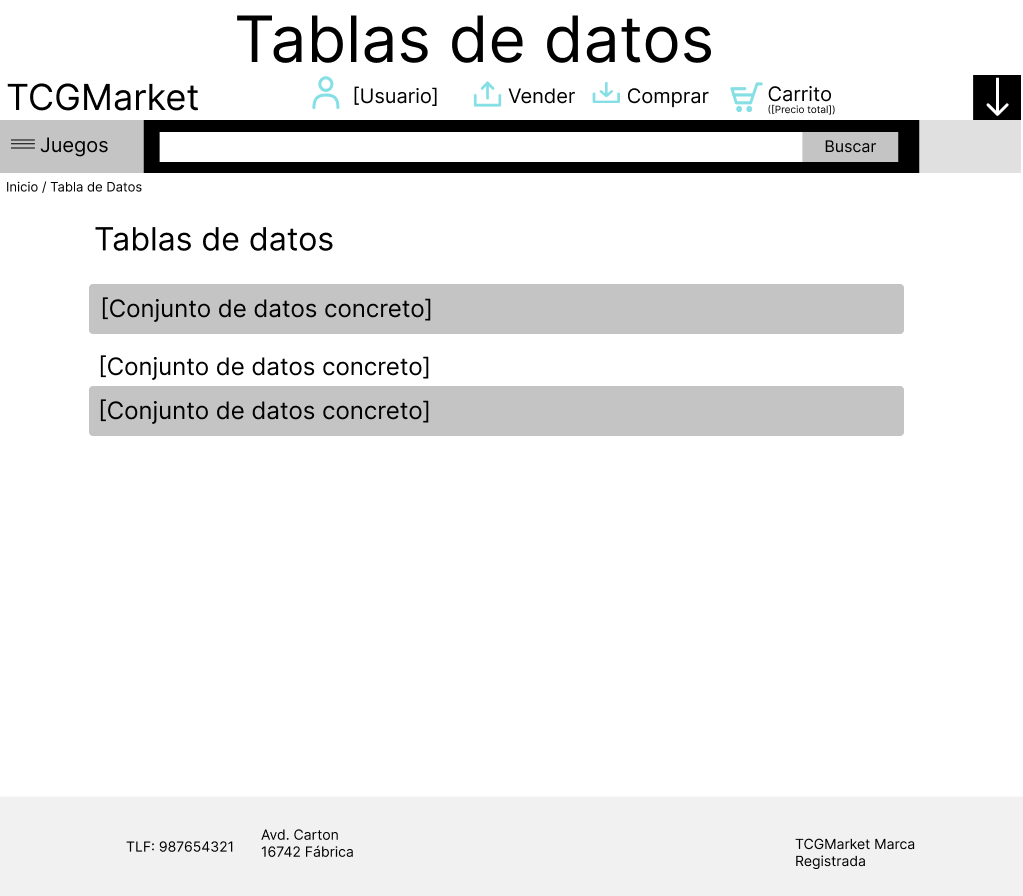 Tablas de datos
TCGMarket
[Usuario]
Vender
Comprar
Carrito
([Precio total])
Juegos
Buscar
Inicio / Tabla de Datos
Tablas de datos
[Conjunto de datos concreto]
[Conjunto de datos concreto]
[Conjunto de datos concreto]
TLF: 987654321
Avd. Carton
16742 Fábrica
TCGMarket Marca
Registrada